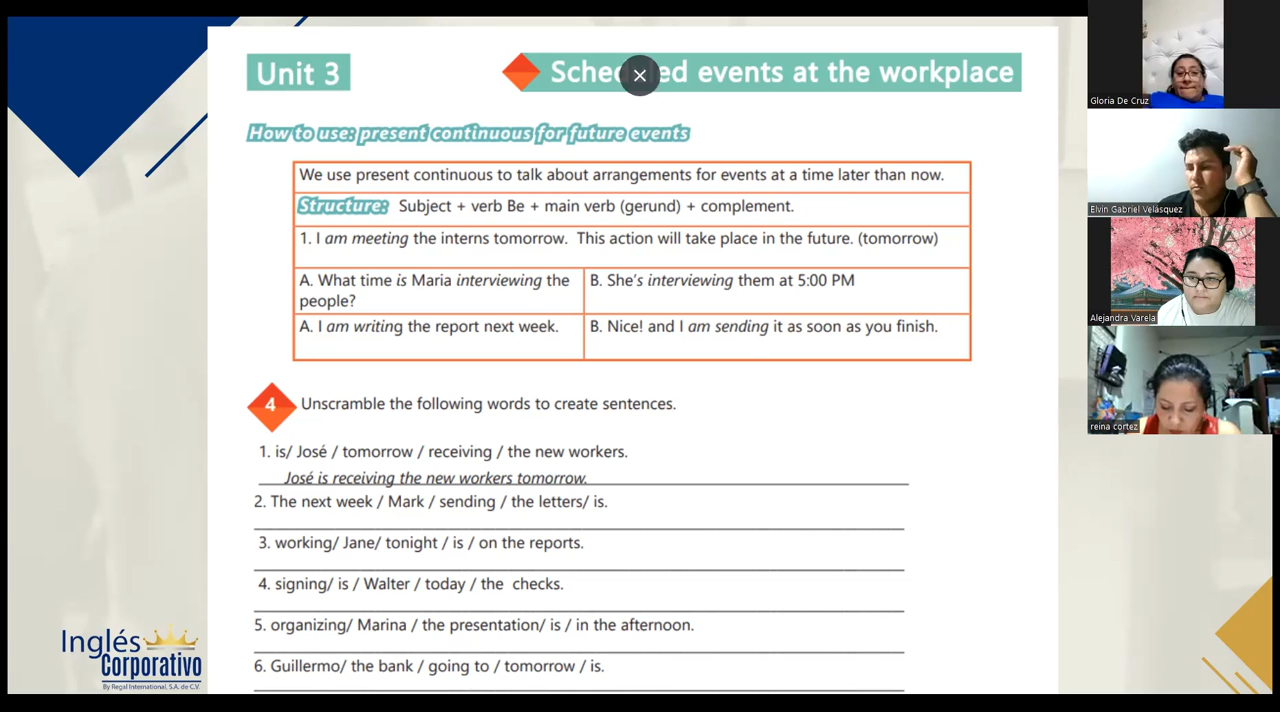 Unit 3
Sche ed events at the workplace
How to use: present continuous for future events
We use present continuous to talk about arrangements for events at a time later than now.
Structure: Subject + verb Be + main verb (gerund) + complement.
1. I am meeting the interns tomorrow. This action will take place in the future. (tomorrow)
A. What time is Maria interviewing the
people?
B. She's interviewing them at 5:00 PM
A. I am writing the report next week.
B. Nice! and I am sending it as soon as you finish.
4 Unscramble the following words to create sentences.
1. is/ José / tomorrow / receiving / the new workers.
José is receiving the new workers tomorrow.
2. The next week / Mark / sending / the letters/ is.
3. working/ Jane/ tonight / is / on the reports.
4. signing/ is / Walter / today / the checks.
5. organizing/ Marina / the presentation/ is / in the afternoon.
6. Guillermo/ the bank / going to / tomorrow / is.
Inglés
Corporativo
By Regal International, S.A. de C.V.
Gloria De Cruz
Elvin Gabriel Velasquez
Alejandra Varela
reina cortez